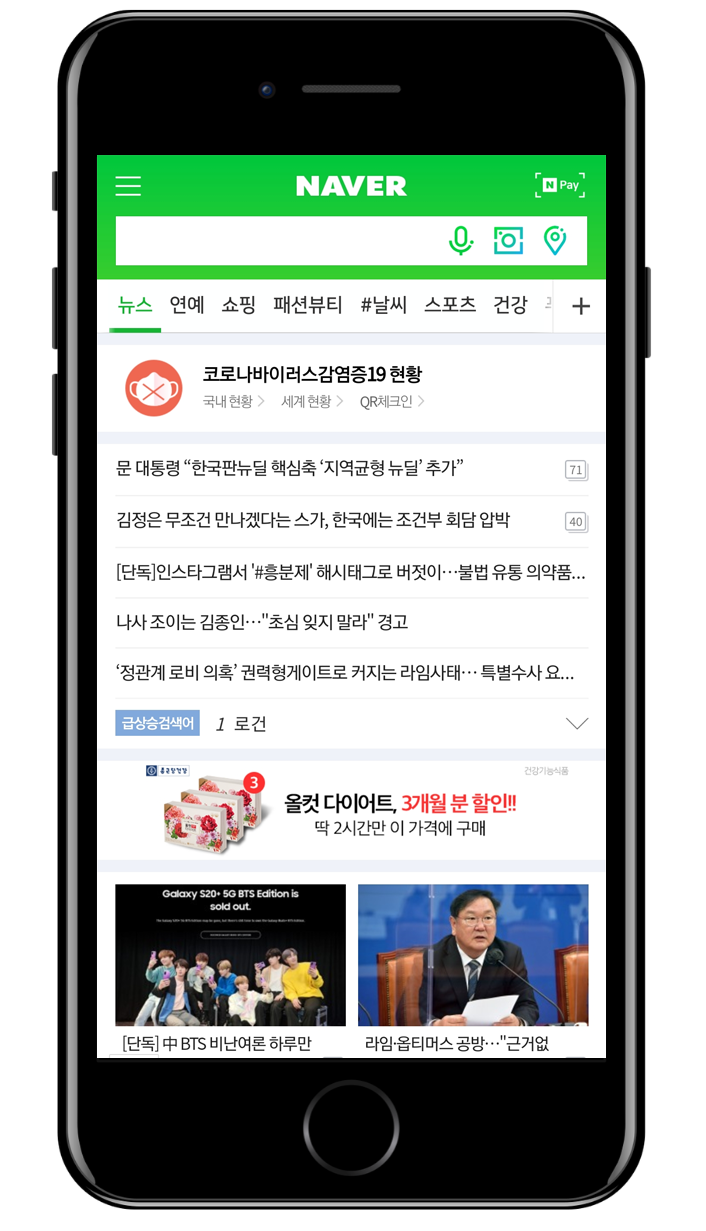 NAVER
N Pay
뉴스 연예 쇼핑 패션뷰티 #날씨 스포츠 건강
코로나바이러스감염증19 현황
국내 현황 세계 현황 QR체크인
문 대통령 “한국판뉴딜 핵심축 ‘지역균형 뉴딜’ 추가” 71
김정은 무조건 만나겠다는 스가, 한국에는 조건부 회담 압박 40
[단독]인스타그램서 '#흥분제' 해시태그로 버젓이…불법 유통 의약품...
나사 조이는 김종인…"초심 잊지 말라" 경고
‘정관계 로비 의혹’ 권력형게이트로 커지는 라임사태… 특별수사 요...
급상승검색어 1 로건
종근당건강
건강기능식품
3
올컷 다이어트, 3개월 분 할인!!
딱 2시간만 이 가격에 구매
Galaxy S20+ 5G BTS Edition is
sold out.
[단독] 中 BTS 비난여론 하루만
라임·옵티머스 공방…"근거없